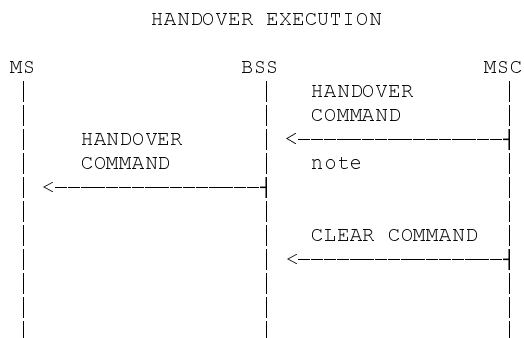 HANDOVER EXECUTION
MS BSS MSC
HANDOVER
COMMAND
HANDOVER
COMMAND
note
CLEAR COMMAND